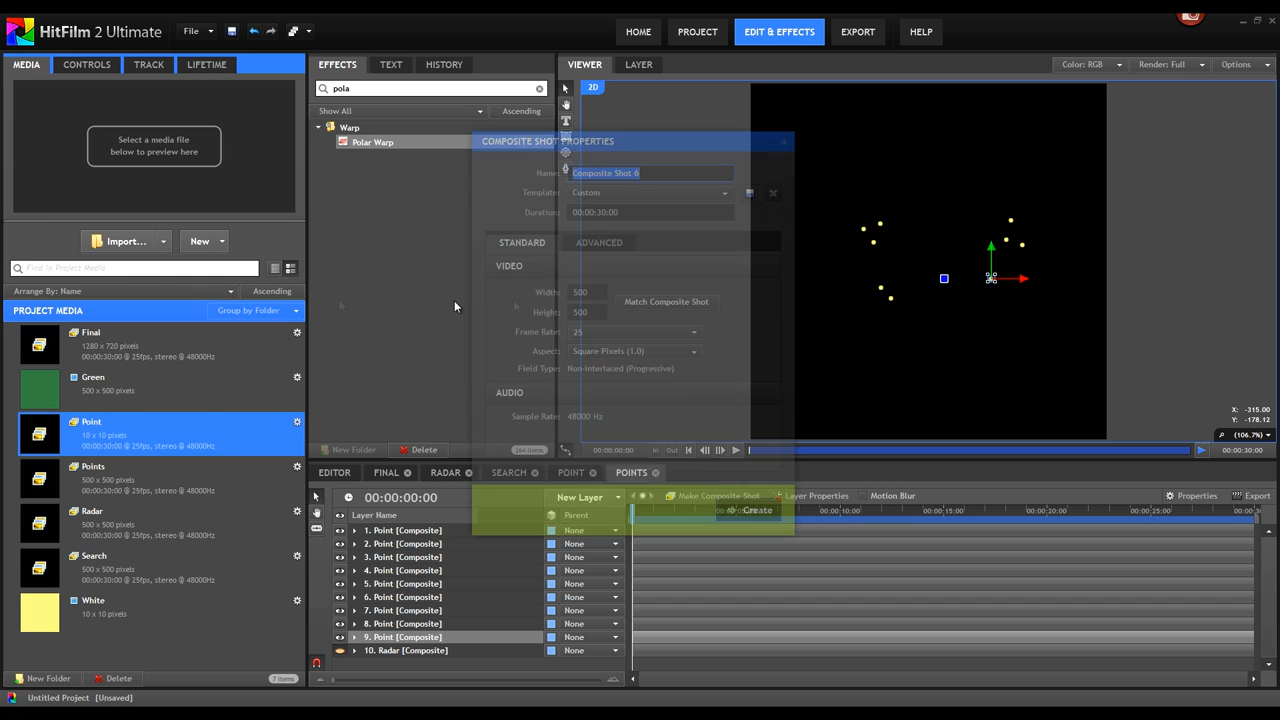 HitFilm 2 Ultimate
File
HOME
PROJECT
EDIT & EFFECTS
EXPORT
HELP
MEDIA
CONTROLS
TRACK
LIFETIME
Select a media file
below to preview here
Import...
New
Find in Project Media
Arrange By: Name
Ascending
PROJECT MEDIA
Group by Folder
Final
1280 x 720 pixels
00:00:30:00 @ 25fps, stereo @ 48000Hz
Green
500 x 500 pixels
Point
10 x 10 pixels
00:00:30:00 @ 25fps, stereo @ 48000Hz
Points
500 x 500 pixels
00:00:30:00 @ 25fps, stereo @ 48000Hz
Radar
500 x 500 pixels
00:00:30:00 @ 25fps, stereo @ 48000Hz
Search
500 x 500 pixels
00:00:30:00 @ 25fps, stereo @ 48000Hz
White
10 x 10 pixels
New Folder
Delete
7 items
Untitled Project [Unsaved]
EFFECTS
TEXT
HISTORY
pola
Show All
Ascending
Warp
Polar Warp
New Folder
Delete
264 items
COMPOSITE SHOT PROPERTIES
Name:
Composite Shot 6
Template:
Custom
Duration:
00:00:30:00
STANDARD
ADVANCED
VIDEO
Width:
500
Match Composite Shot
Height:
500
Frame Rate:
25
Aspect:
Square Pixels (1.0)
Field Type:
Non-Interlaced (Progressive)
AUDIO
Sample Rate:
48000 Hz
Create
VIEWER
LAYER
Color: RGB
Render: Full
Options
2D
X: -315.00
Y: -178.12
(106.7%)
00:00:00:00
In
Out
00:00:30:00
EDITOR
FINAL
RADAR
SEARCH
POINT
POINTS
00:00:00:00
New Layer
Make Composite Shot
Layer Properties
Motion Blur
Properties
Export
Layer Name
Parent
00:00:10:00
00:00:15:00
00:00:20:00
00:00:25:00
1. Point [Composite]
None
2. Point [Composite]
None
3. Point [Composite]
None
4. Point [Composite]
None
5. Point [Composite]
None
6. Point [Composite]
None
7. Point [Composite]
None
8. Point [Composite]
None
9. Point [Composite]
None
10. Radar [Composite]
None